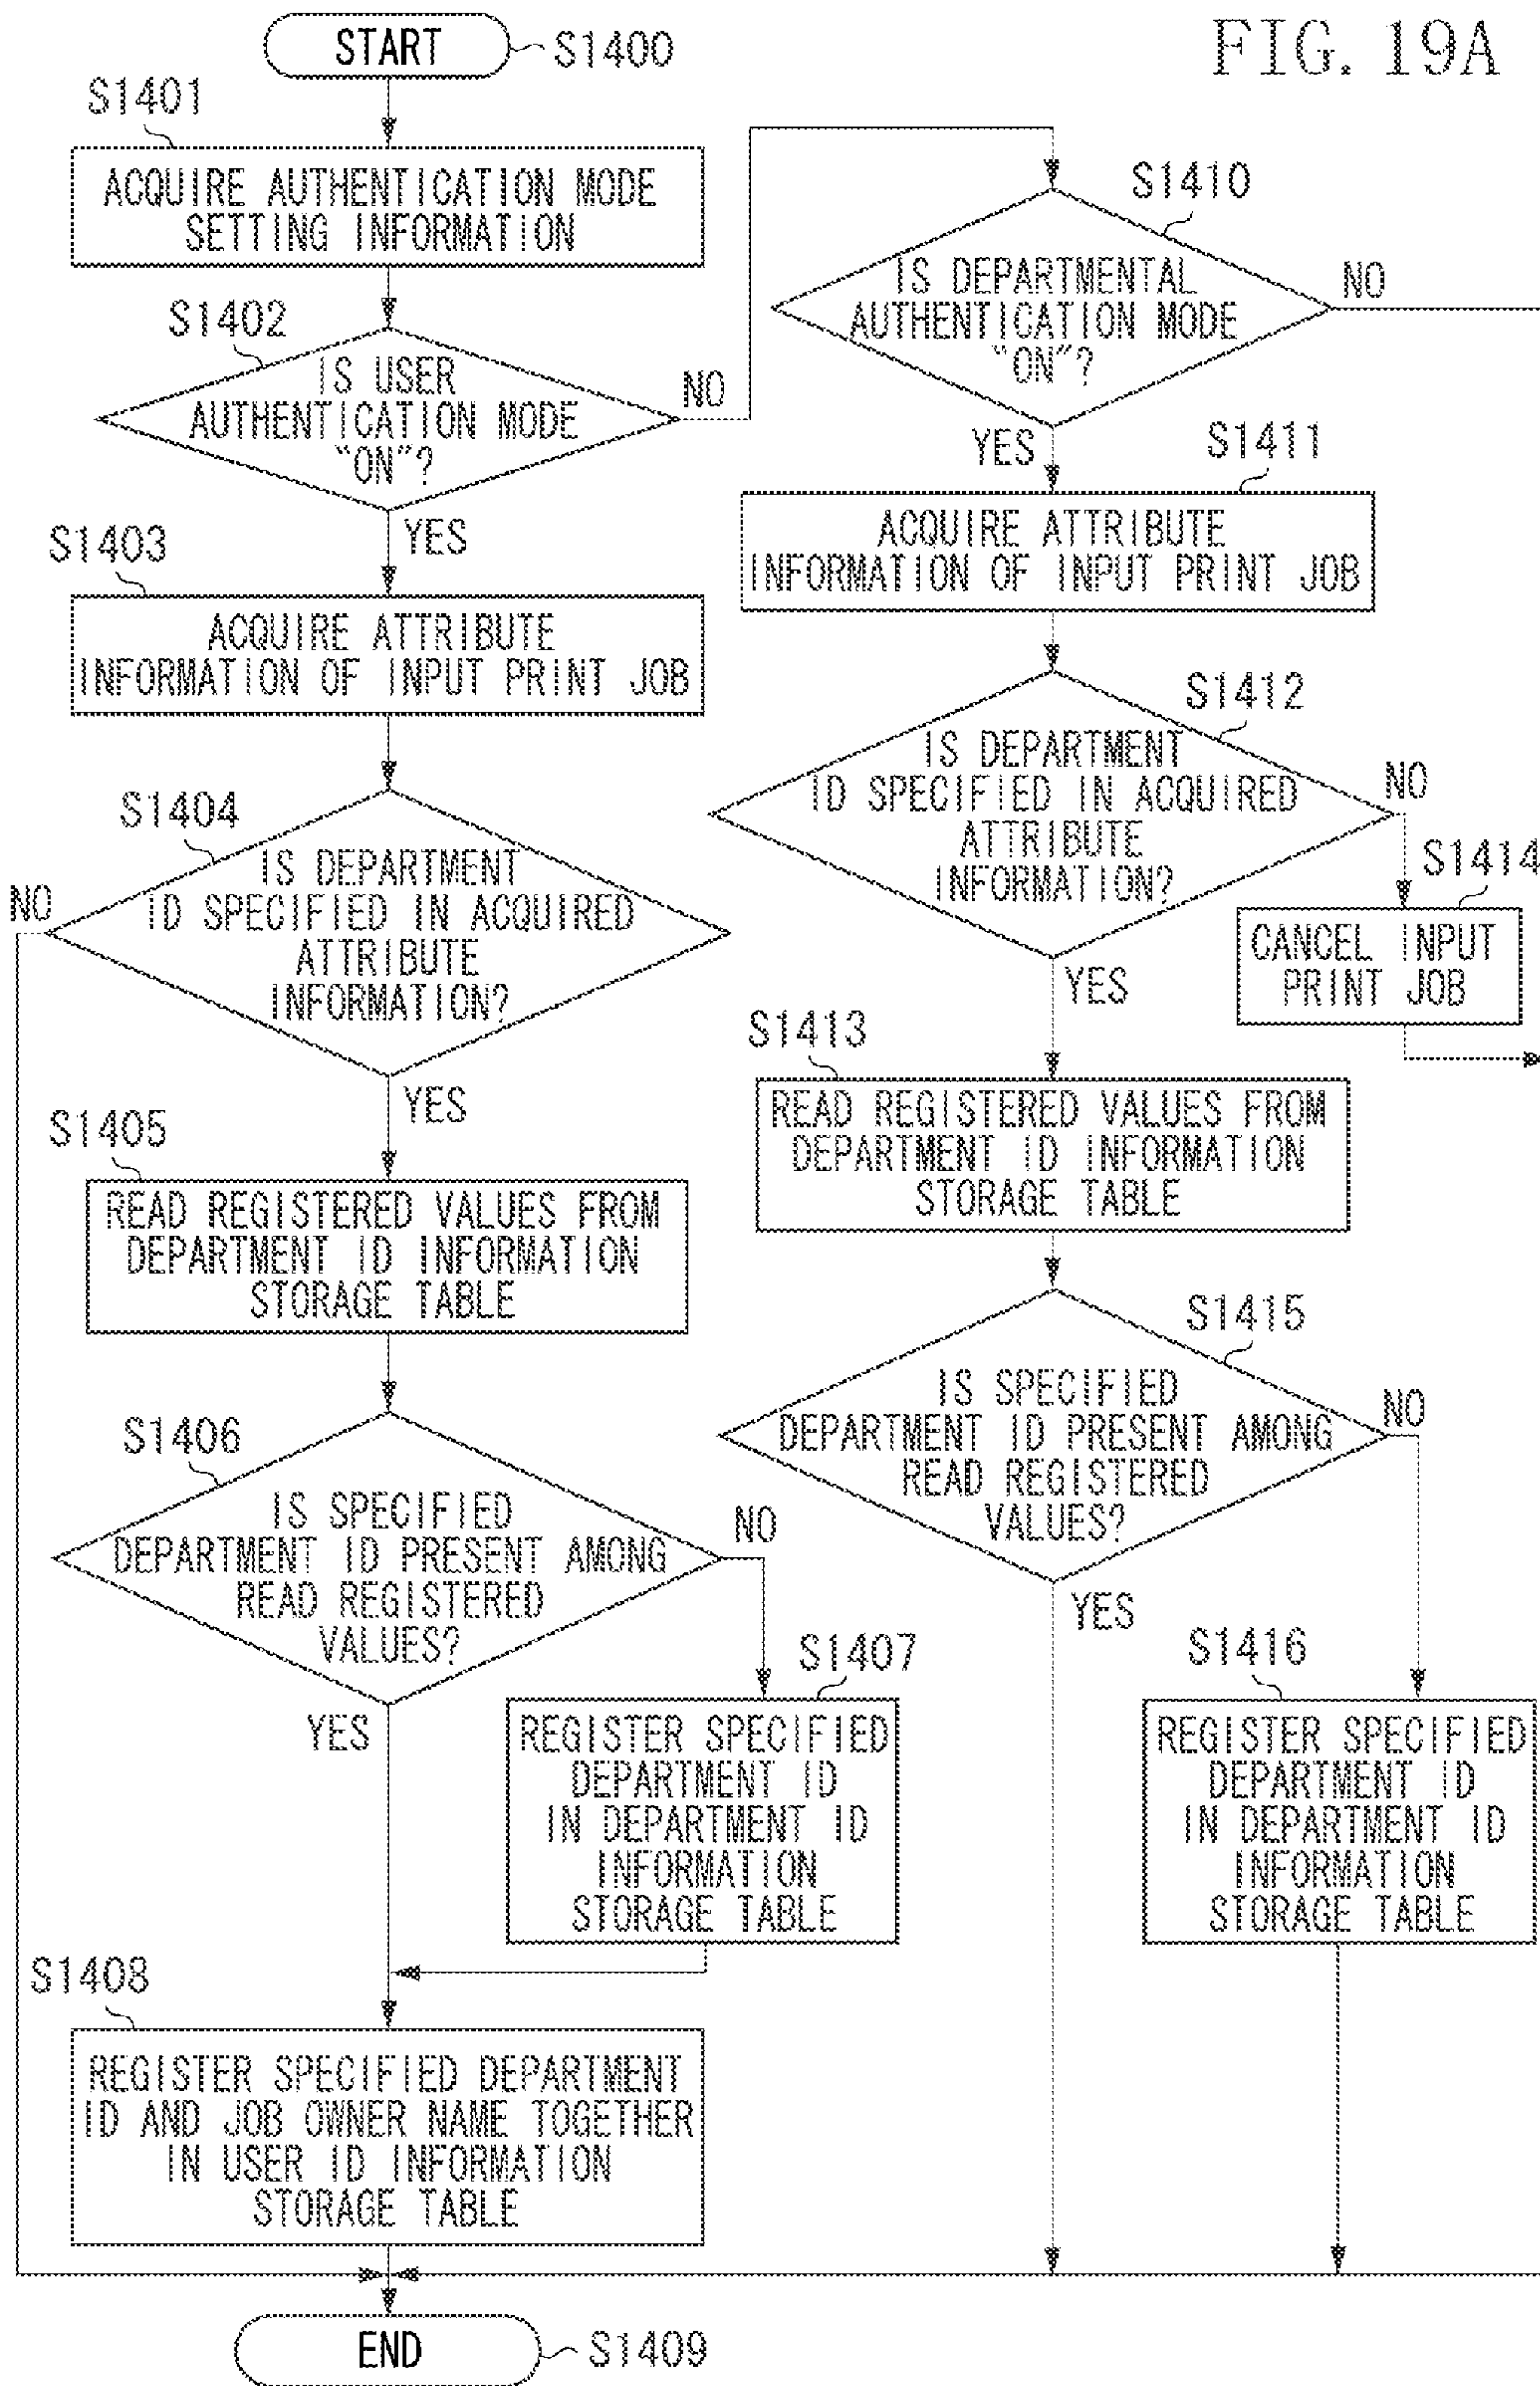 FIG. 19A
START
S1400
S1401
ACQUIRE AUTHENTICATION MODE
SETTING INFORMATION
S1402
IS USER
AUTHENTICATION MODE
"ON"?
NO
YES
S1403
ACQUIRE ATTRIBUTE
INFORMATION OF INPUT PRINT JOB
S1404
IS DEPARTMENT
ID SPECIFIED IN ACQUIRED
ATTRIBUTE
INFORMATION?
NO
YES
S1405
READ REGISTERED VALUES FROM
DEPARTMENT ID INFORMATION
STORAGE TABLE
S1406
IS SPECIFIED
DEPARTMENT ID PRESENT AMONG
READ REGISTERED
VALUES?
NO
YES
S1407
REGISTER SPECIFIED
DEPARTMENT ID
IN DEPARTMENT ID
INFORMATION
STORAGE TABLE
S1408
REGISTER SPECIFIED DEPARTMENT
ID AND JOB OWNER NAME TOGETHER
IN USER ID INFORMATION
STORAGE TABLE
END
S1409
S1410
IS DEPARTMENTAL
AUTHENTICATION MODE
"ON"?
NO
YES
S1411
ACQUIRE ATTRIBUTE
INFORMATION OF INPUT PRINT JOB
S1412
IS DEPARTMENT
ID SPECIFIED IN ACQUIRED
ATTRIBUTE
INFORMATION?
NO
YES
S1414
CANCEL INPUT
PRINT JOB
S1413
READ REGISTERED VALUES FROM
DEPARTMENT ID INFORMATION
STORAGE TABLE
S1415
IS SPECIFIED
DEPARTMENT ID PRESENT AMONG
READ REGISTERED
VALUES?
NO
YES
S1416
REGISTER SPECIFIED
DEPARTMENT ID
IN DEPARTMENT ID
INFORMATION
STORAGE TABLE